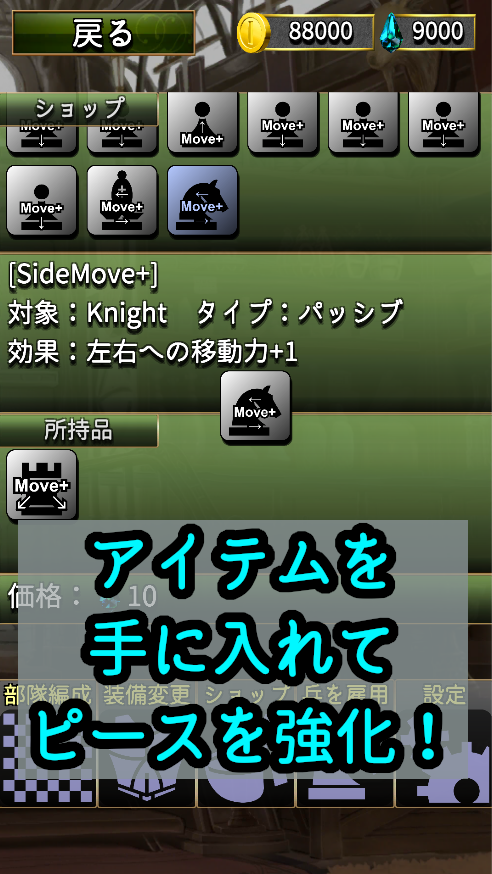 戻る
88000
9000
ショップ
Move+ Move+ Move+ Move+ Move+ Move+
Move+ Move+ Move+
[SideMove+]
対象：Knight タイプ：パッシブ
効果：左右への移動力+1
Move+
所持品
Move+
アイテムを
価格： 10
手に入れて
部隊編成 装備変更 ショップ 兵を雇用 設定
ピースを強化！